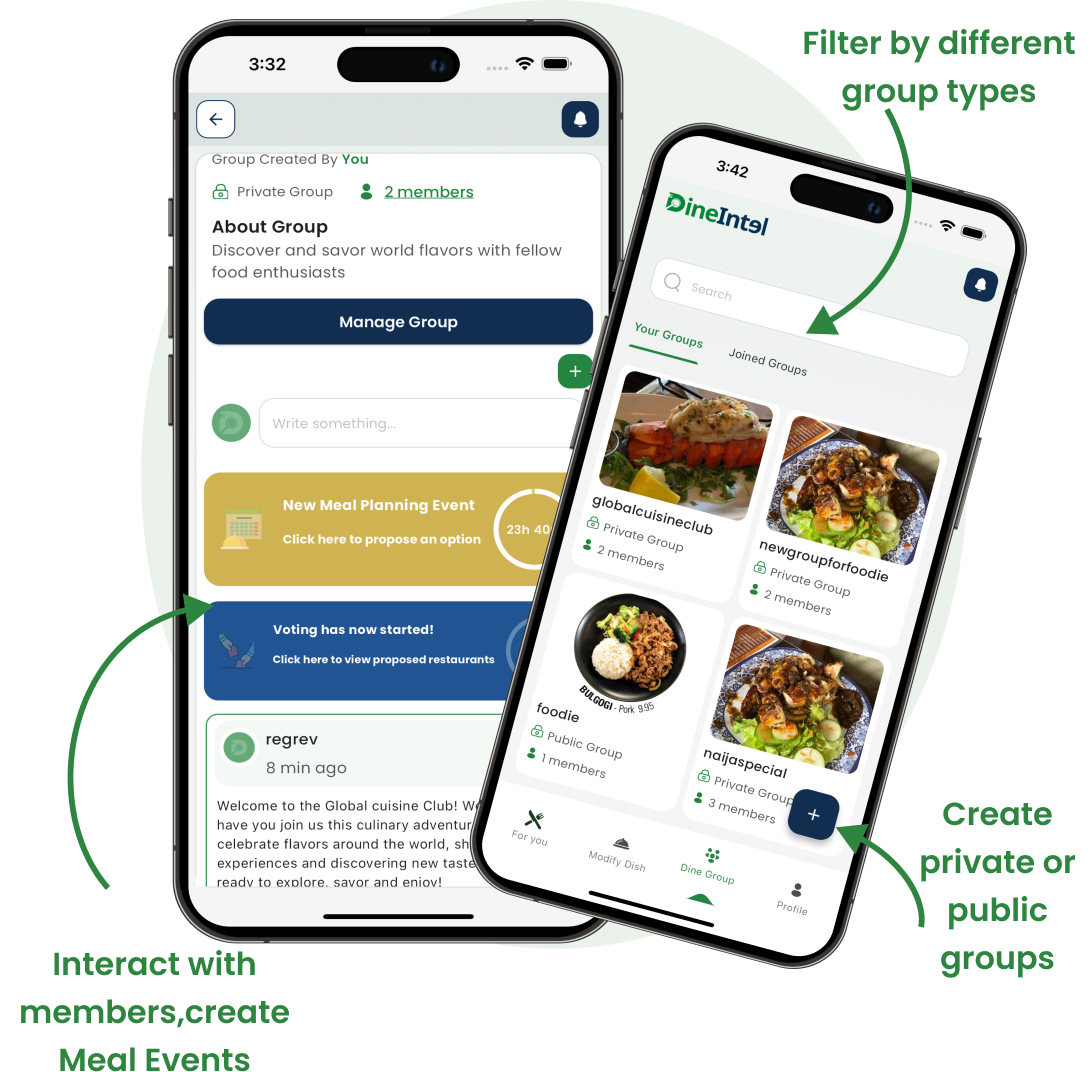 Filter by different
group types
3:32
Group Created By You
Private Group
2 members
About Group
Discover and savor world flavors with fellow
food enthusiasts
Manage Group
+
Write something...
New Meal Planning Event
Click here to propose an option
23h 40
Voting has now started!
Click here to view proposed restaurants
regrev
8 min ago
Welcome to the Global cuisine Club!
have you join us this culinary
celebrate flavors around the world,
experiences and discovering new
ready to explore, savor and enjoy!
3:42
DineIntel
Search
Your Groups
Joined Groups
globalcuisineclub
Private Group
2 members
newgroupforfoodie
Private Group
2 members
BULGOGI - Pork 9.95
foodie
Public Group
1 members
naijaspecial
Private Group
3 members
+
For you
Modify Dish
Dine Group
Profile
Create
private or
public
groups
Interact with
members,create
Meal Events